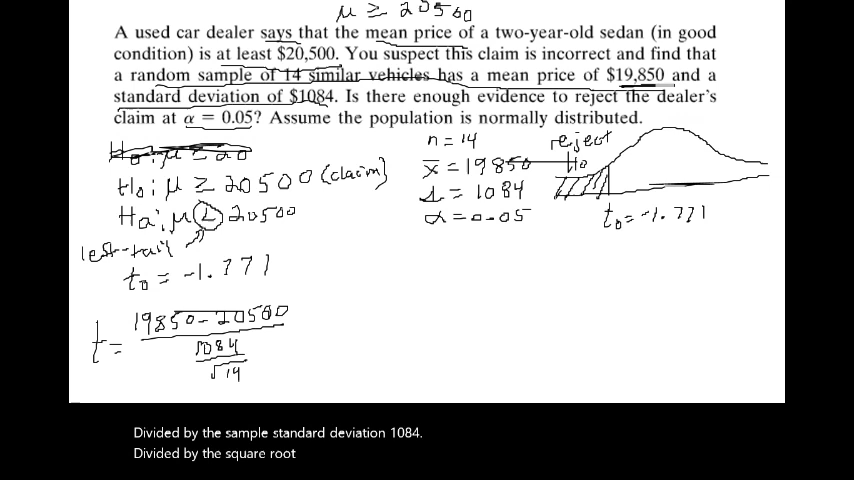 μ ≥ 20500
A used car dealer says that the mean price of a two-year-old sedan (in good
condition) is at least $20,500. You suspect this claim is incorrect and find that
a random sample of 14 similar vehicles has a mean price of $19,850 and a
standard deviation of $1084. Is there enough evidence to reject the dealer's
claim at α = 0.05? Assume the population is normally distributed.
H₀: μ ≥ 20
H₀: μ ≥ 20500 (claim)
Ha: μ < 20500
left-tail
t₀ = -1.771
t = 19850 - 20500
1084
√14
n = 14
x̄ = 19850
s = 1084
α = 0.05
reject
H₀
t₀ = -1.771
Divided by the sample standard deviation 1084.
Divided by the square root